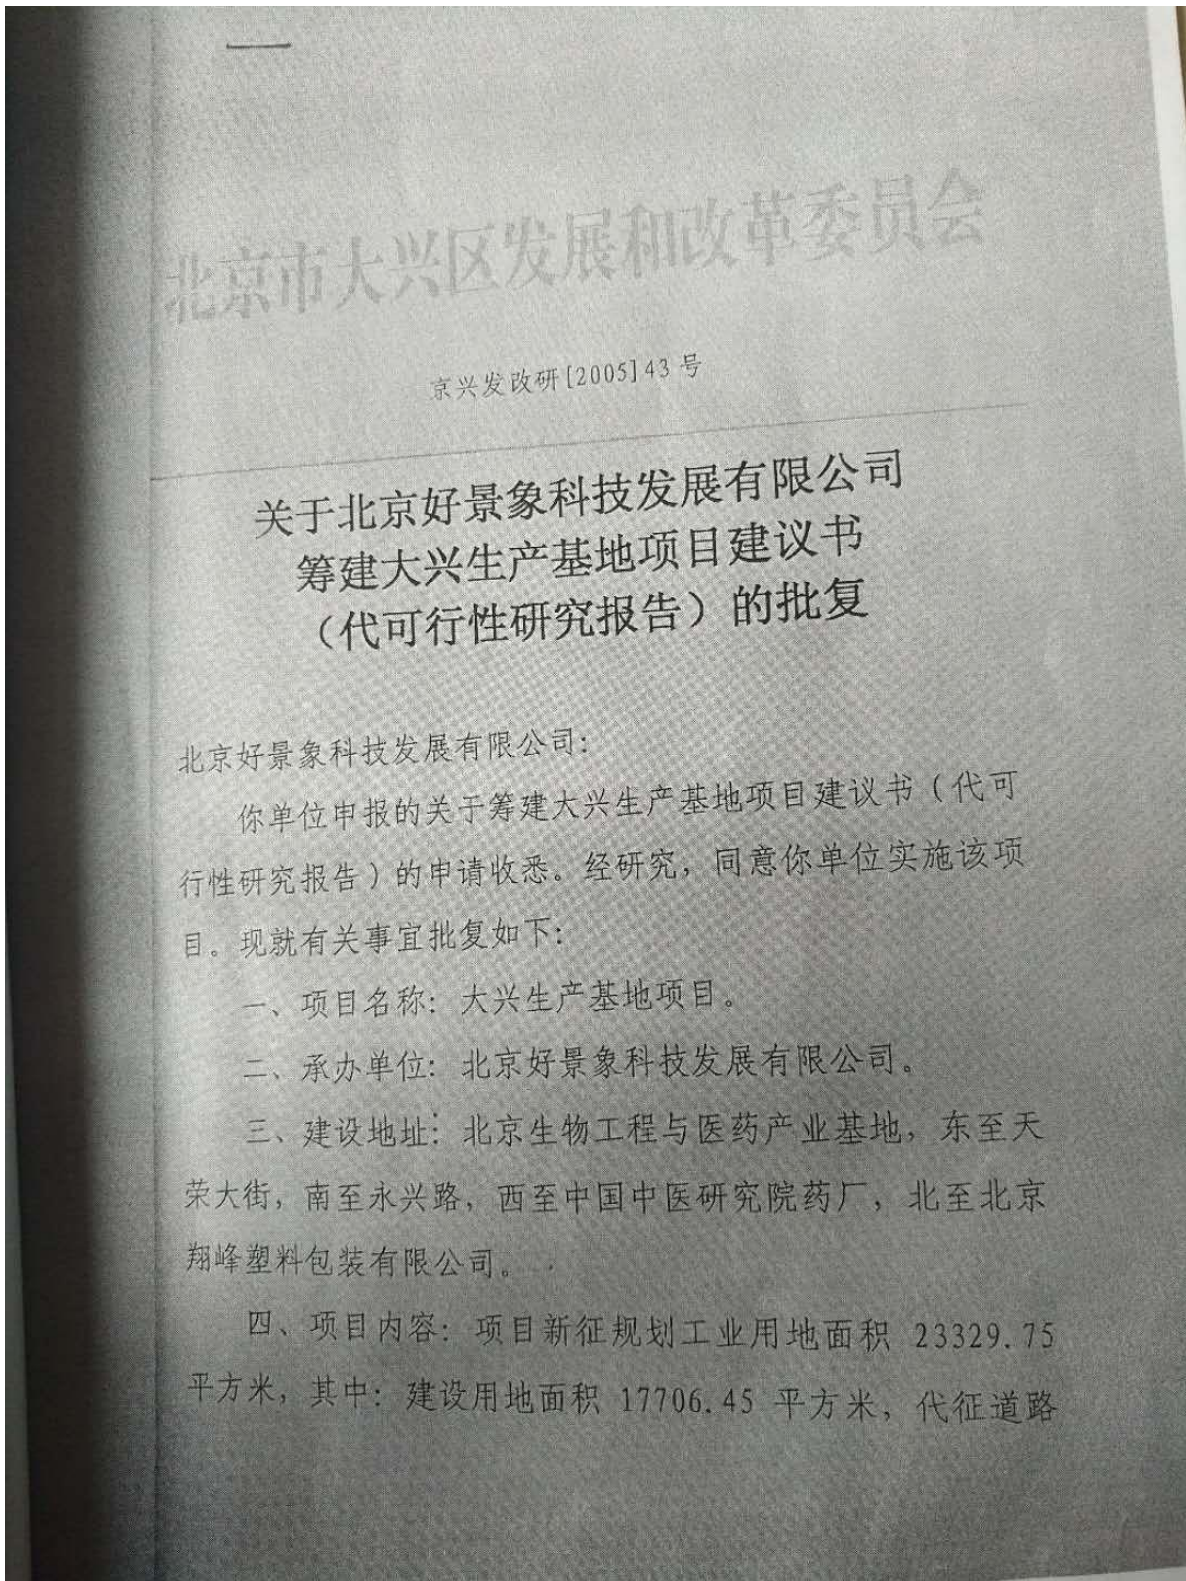 北京市大兴区发展和改革委员会
京兴发改研[2005]43号
关于北京好景象科技发展有限公司
筹建大兴生产基地项目建议书
（代可行性研究报告）的批复
北京好景象科技发展有限公司：
你单位申报的关于筹建大兴生产基地项目建议书（代可
行性研究报告）的申请收悉。经研究，同意你单位实施该项
目。现就有关事宜批复如下：
一、项目名称：大兴生产基地项目。
二、承办单位：北京好景象科技发展有限公司。
三、建设地址：北京生物工程与医药产业基地，东至天
荣大街，南至永兴路，西至中国中医研究院药厂，北至北京
翔峰塑料包装有限公司。
四、项目内容：项目新征规划工业用地面积 23329.75
平方米，其中：建设用地面积 17706.45 平方米，代征道路